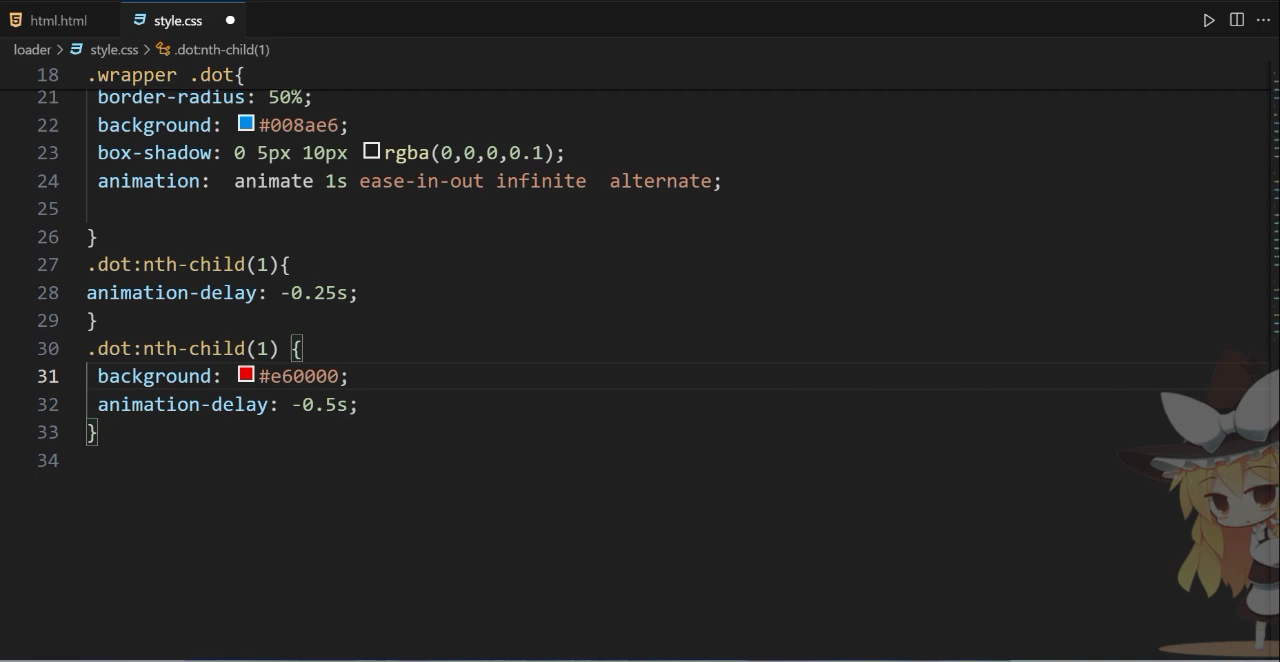 html.html style.css
loader > style.css > .dot:nth-child(1)
18 .wrapper .dot{
21 border-radius: 50%;
22 background: #008ae6;
23 box-shadow: 0 5px 10px rgba(0,0,0,0.1);
24 animation:  animate 1s ease-in-out infinite  alternate;
25
26 }
27 .dot:nth-child(1){
28 animation-delay: -0.25s;
29 }
30 .dot:nth-child(1) {
31 background: #e60000;
32 animation-delay: -0.5s;
33 }
34